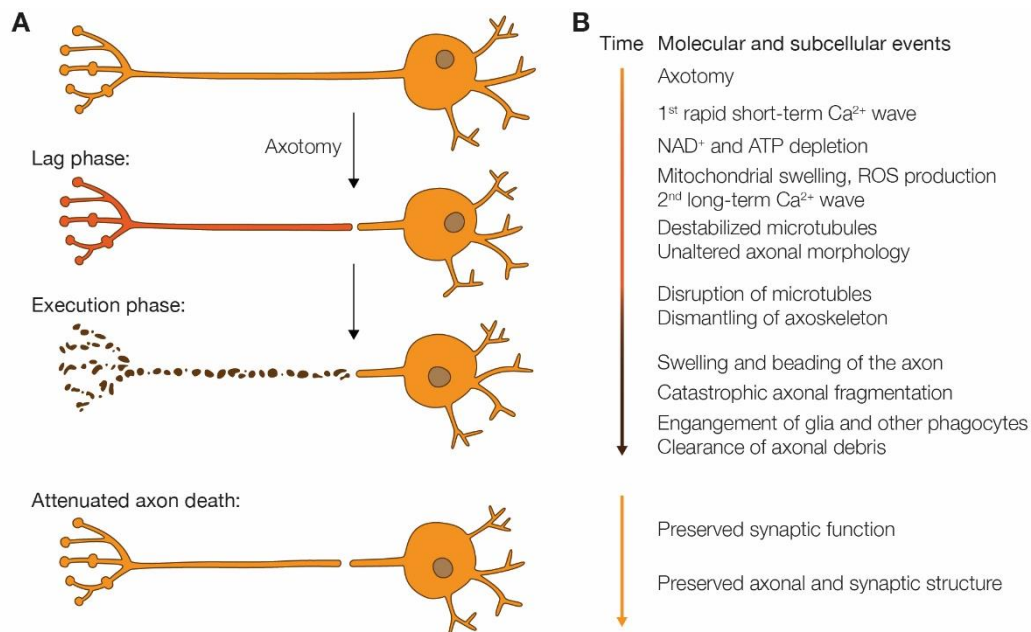 A
Axotomy
Lag phase:
Execution phase:
Attenuated axon death:
B
Time Molecular and subcellular events
Axotomy
1st rapid short-term Ca2+ wave
NAD+ and ATP depletion
Mitochondrial swelling, ROS production
2nd long-term Ca2+ wave
Destabilized microtubules
Unaltered axonal morphology
Disruption of microtubles
Dismantling of axoskeleton
Swelling and beading of the axon
Catastrophic axonal fragmentation
Engangement of glia and other phagocytes
Clearance of axonal debris
Preserved synaptic function
Preserved axonal and synaptic structure